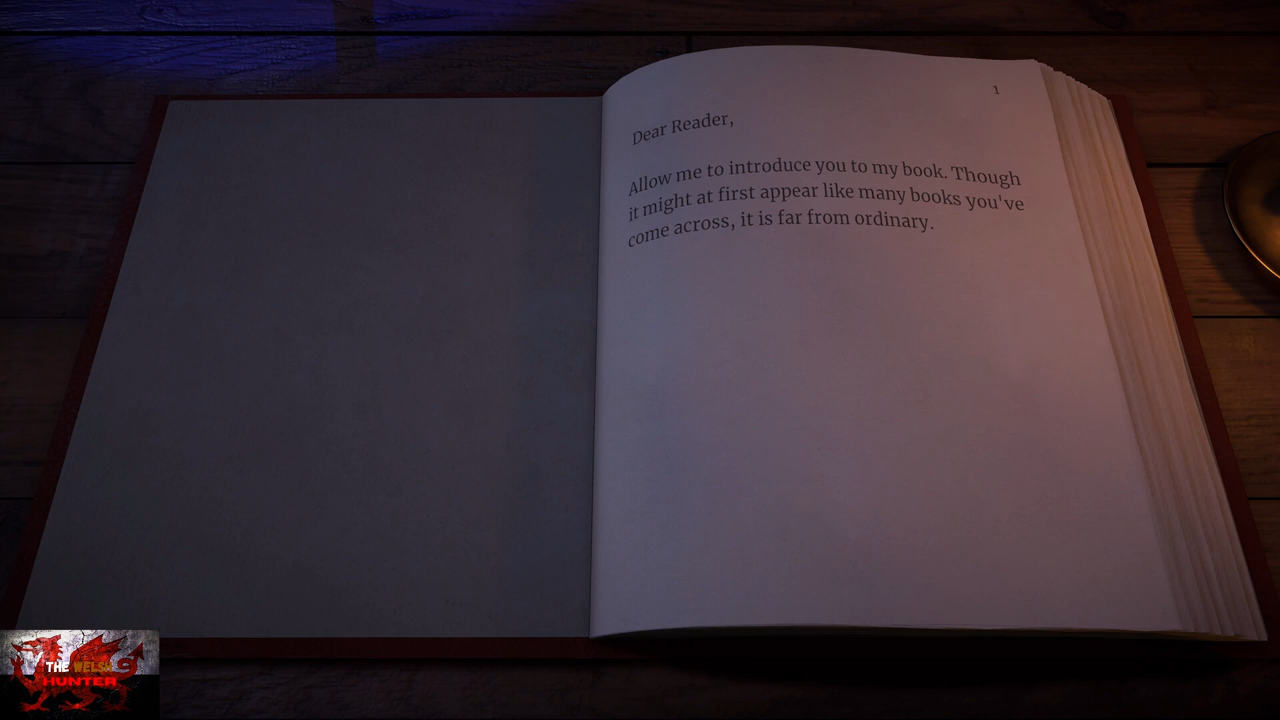 1
Dear Reader,
Allow me to introduce you to my book. Though
it might at first appear like many books you've
come across, it is far from ordinary.
THE WELSH
HUNTER